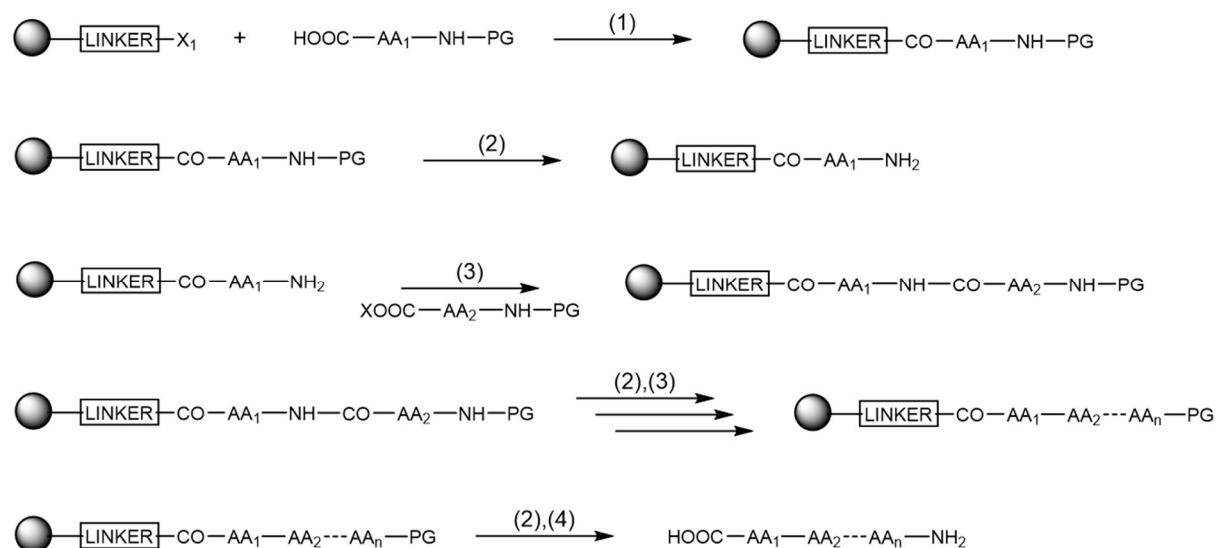 LINKER—X₁ + HOOC—AA₁—NH—PG (1) LINKER—CO—AA₁—NH—PG
LINKER—CO—AA₁—NH—PG (2) LINKER—CO—AA₁—NH₂
LINKER—CO—AA₁—NH₂ (3) LINKER—CO—AA₁—NH—CO—AA₂—NH—PG
XOOC—AA₂—NH—PG
LINKER—CO—AA₁—NH—CO—AA₂—NH—PG (2),(3) LINKER—CO—AA₁—AA₂---AAₙ—PG
LINKER—CO—AA₁—AA₂---AAₙ—PG (2),(4) HOOC—AA₁—AA₂---AAₙ—NH₂